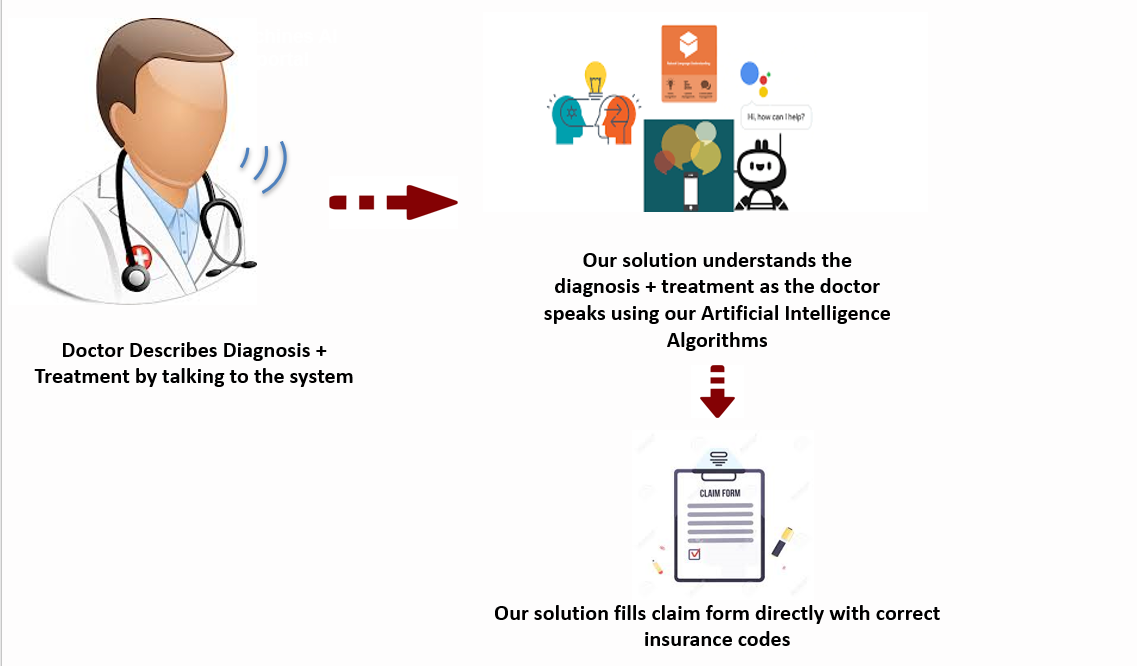 Hi, how can I help?
Doctor Describes Diagnosis +
Treatment by talking to the system
Our solution understands the
diagnosis + treatment as the doctor
speaks using our Artificial Intelligence
Algorithms
CLAIM FORM
Our solution fills claim form directly with correct
insurance codes